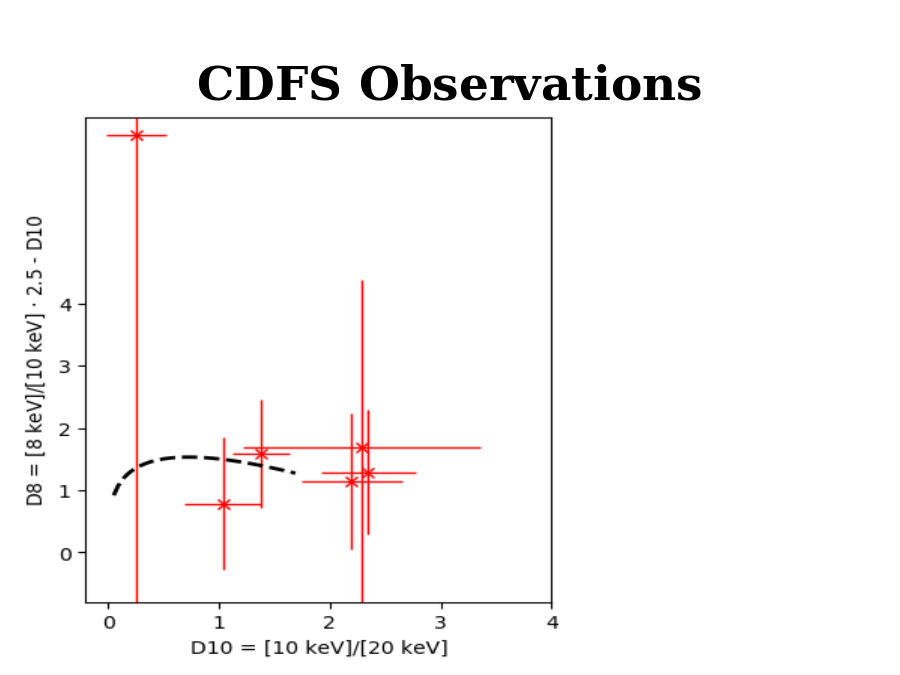 CDFS Observations
D8 = [8 keV]/[10 keV] · 2.5 - D10
4
3
2
1
0
0 1 2 3 4
D10 = [10 keV]/[20 keV]